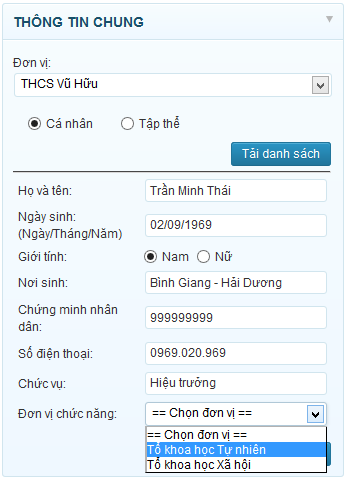 THÔNG TIN CHUNG
Đơn vị:
THCS Vũ Hữu
Cá nhân Tập thể
Tải danh sách
Họ và tên: Trần Minh Thái
Ngày sinh: (Ngày/Tháng/Năm) 02/09/1969
Giới tính: Nam Nữ
Nơi sinh: Bình Giang - Hải Dương
Chứng minh nhân dân: 999999999
Số điện thoại: 0969.020.969
Chức vụ: Hiệu trưởng
Đơn vị chức năng: == Chọn đơn vị ==
== Chọn đơn vị ==
Tổ khoa học Tự nhiên
Tổ khoa học Xã hội